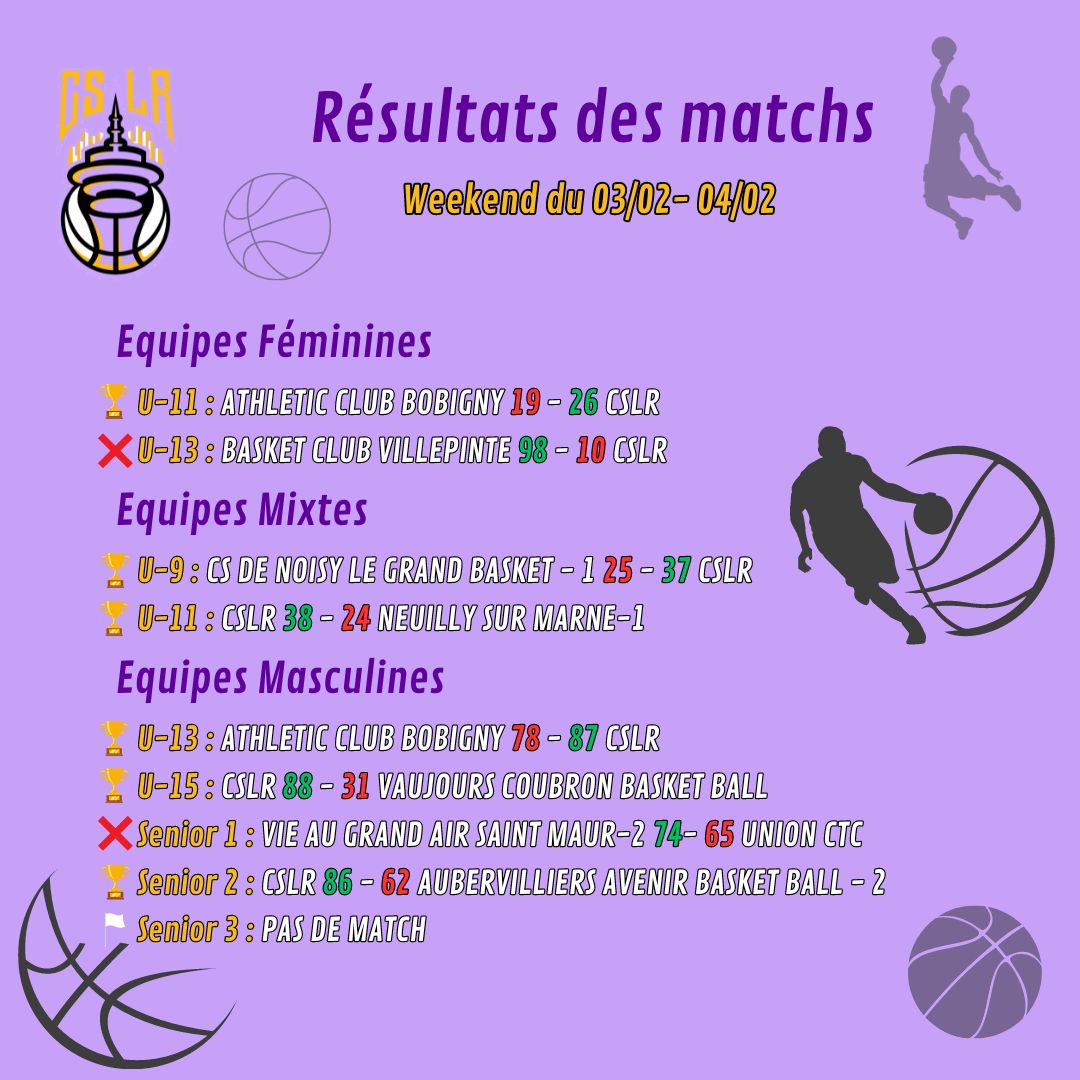 CS LR
Résultats des matchs
Weekend du 03/02- 04/02
Equipes Féminines
U-11 : ATHLETIC CLUB BOBIGNY 19 - 26 CSLR
U-13 : BASKET CLUB VILLEPINTE 98 - 10 CSLR
Equipes Mixtes
U-9 : CS DE NOISY LE GRAND BASKET - 1 25 - 37 CSLR
U-11 : CSLR 38 - 24 NEUILLY SUR MARNE-1
Equipes Masculines
U-13 : ATHLETIC CLUB BOBIGNY 78 - 87 CSLR
U-15 : CSLR 88 - 31 VAUJOURS COUBRON BASKET BALL
Senior 1 : VIE AU GRAND AIR SAINT MAUR-2 74- 65 UNION CTC
Senior 2 : CSLR 86 - 62 AUBERVILLIERS AVENIR BASKET BALL - 2
Senior 3 : PAS DE MATCH